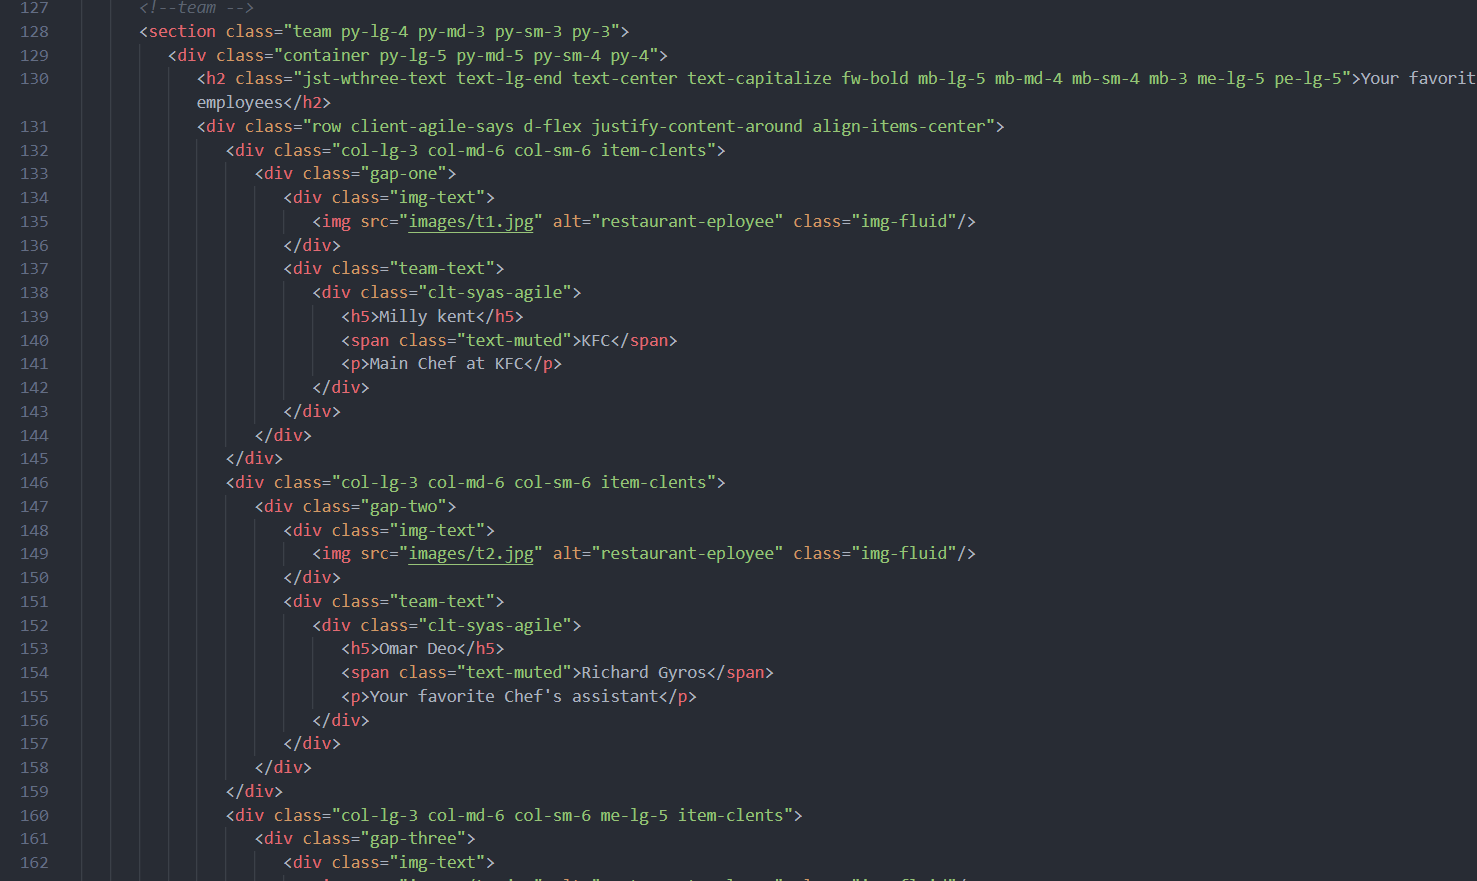 127 <!--team -->
128 <section class="team py-lg-4 py-md-3 py-sm-3 py-3">
129 <div class="container py-lg-5 py-md-5 py-sm-4 py-4">
130 <h2 class="jst-wthree-text text-lg-end text-center text-capitalize fw-bold mb-lg-5 mb-md-4 mb-sm-4 mb-3 me-lg-5 pe-lg-5">Your favorit
employees</h2>
131 <div class="row client-agile-says d-flex justify-content-around align-items-center">
132 <div class="col-lg-3 col-md-6 col-sm-6 item-clents">
133 <div class="gap-one">
134 <div class="img-text">
135 <img src="images/t1.jpg" alt="restaurant-eployee" class="img-fluid"/>
136 </div>
137 <div class="team-text">
138 <div class="clt-syas-agile">
139 <h5>Milly kent</h5>
140 <span class="text-muted">KFC</span>
141 <p>Main Chef at KFC</p>
142 </div>
143 </div>
144 </div>
145 </div>
146 <div class="col-lg-3 col-md-6 col-sm-6 item-clents">
147 <div class="gap-two">
148 <div class="img-text">
149 <img src="images/t2.jpg" alt="restaurant-eployee" class="img-fluid"/>
150 </div>
151 <div class="team-text">
152 <div class="clt-syas-agile">
153 <h5>Omar Deo</h5>
154 <span class="text-muted">Richard Gyros</span>
155 <p>Your favorite Chef's assistant</p>
156 </div>
157 </div>
158 </div>
159 </div>
160 <div class="col-lg-3 col-md-6 col-sm-6 me-lg-5 item-clents">
161 <div class="gap-three">
162 <div class="img-text">